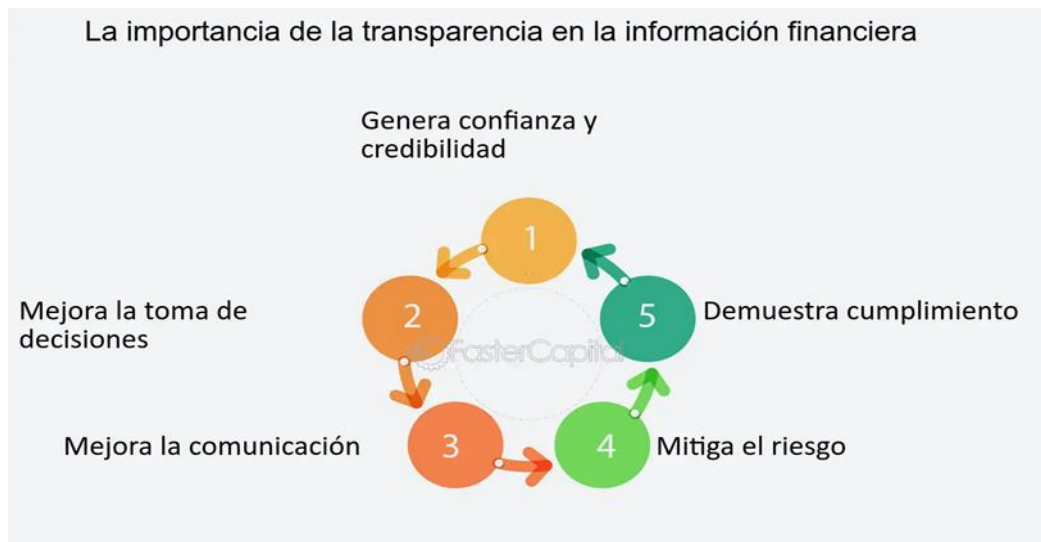 La importancia de la transparencia en la información financiera
Genera confianza y
credibilidad
1
2
Mejora la toma de
decisiones
5
Demuestra cumplimiento
FasterCapital
3
Mejora la comunicación
4
Mitiga el riesgo